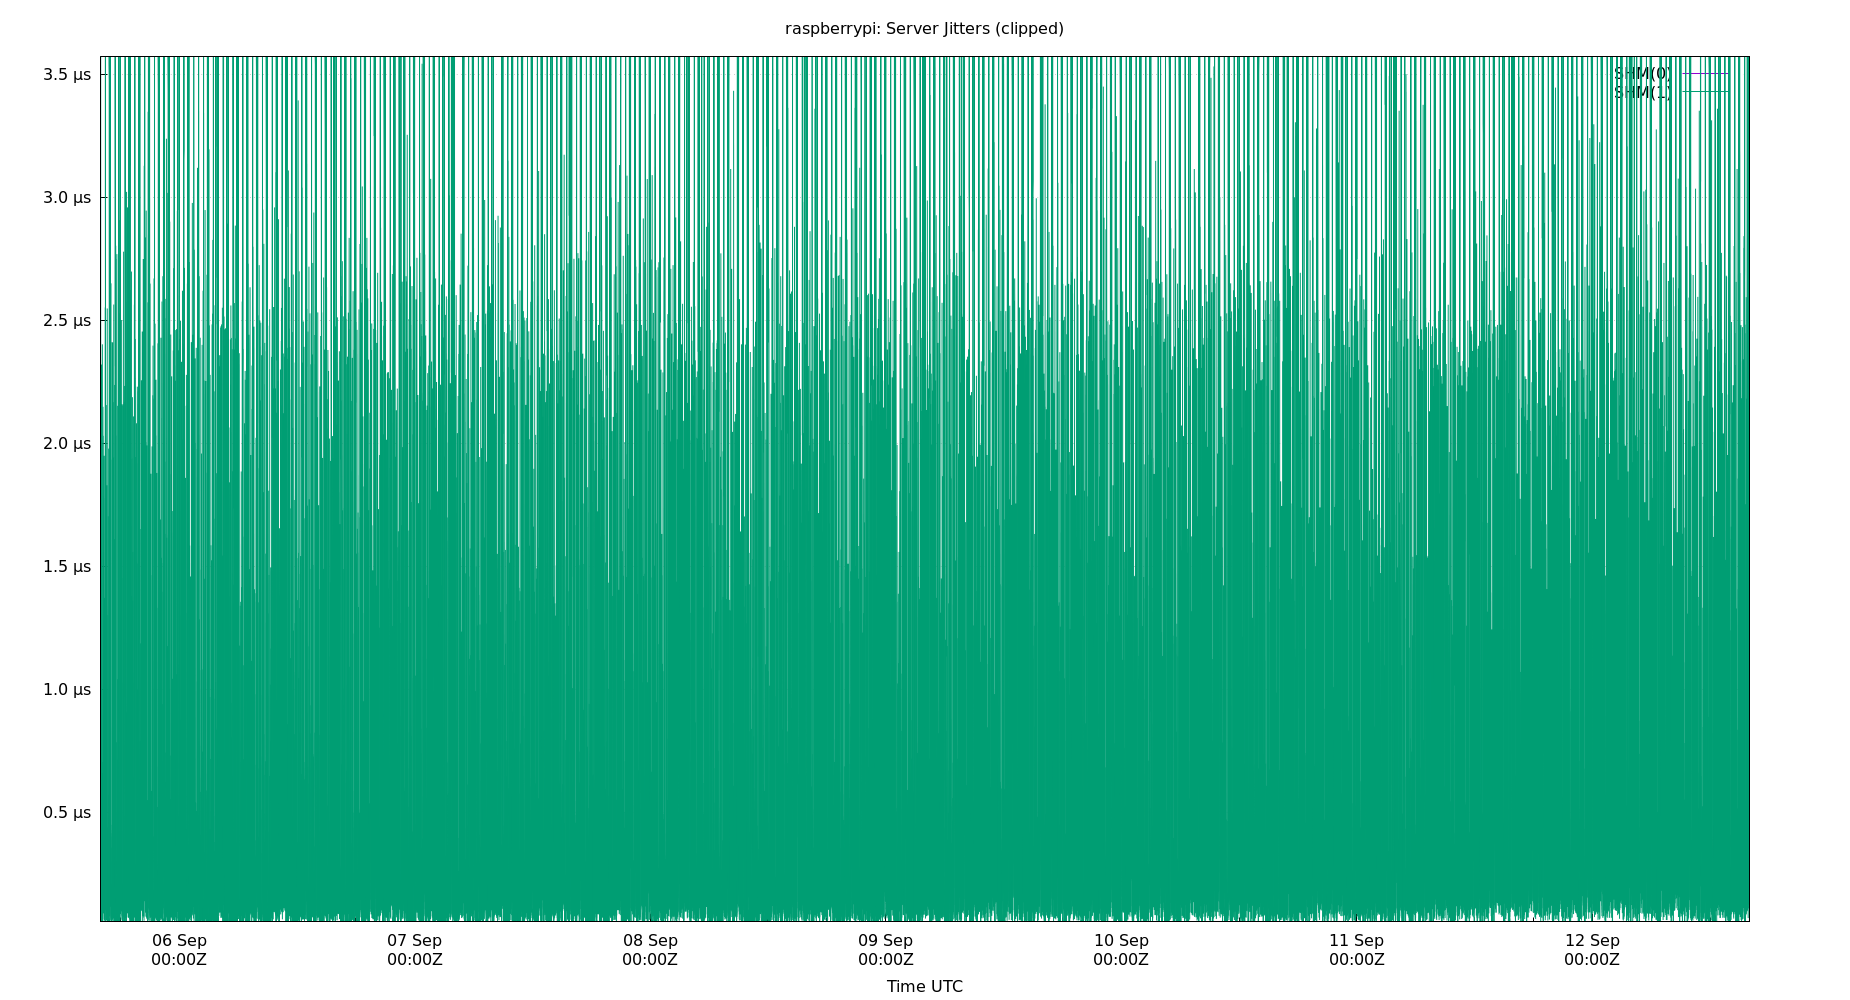 raspberrypi: Server Jitters (clipped)
3.5 µs
SHM(0)
SHM(1)
3.0 µs
2.5 µs
2.0 µs
1.5 µs
1.0 µs
0.5 µs
06 Sep 07 Sep 08 Sep 09 Sep 10 Sep 11 Sep 12 Sep
00:00Z 00:00Z 00:00Z 00:00Z 00:00Z 00:00Z 00:00Z
Time UTC